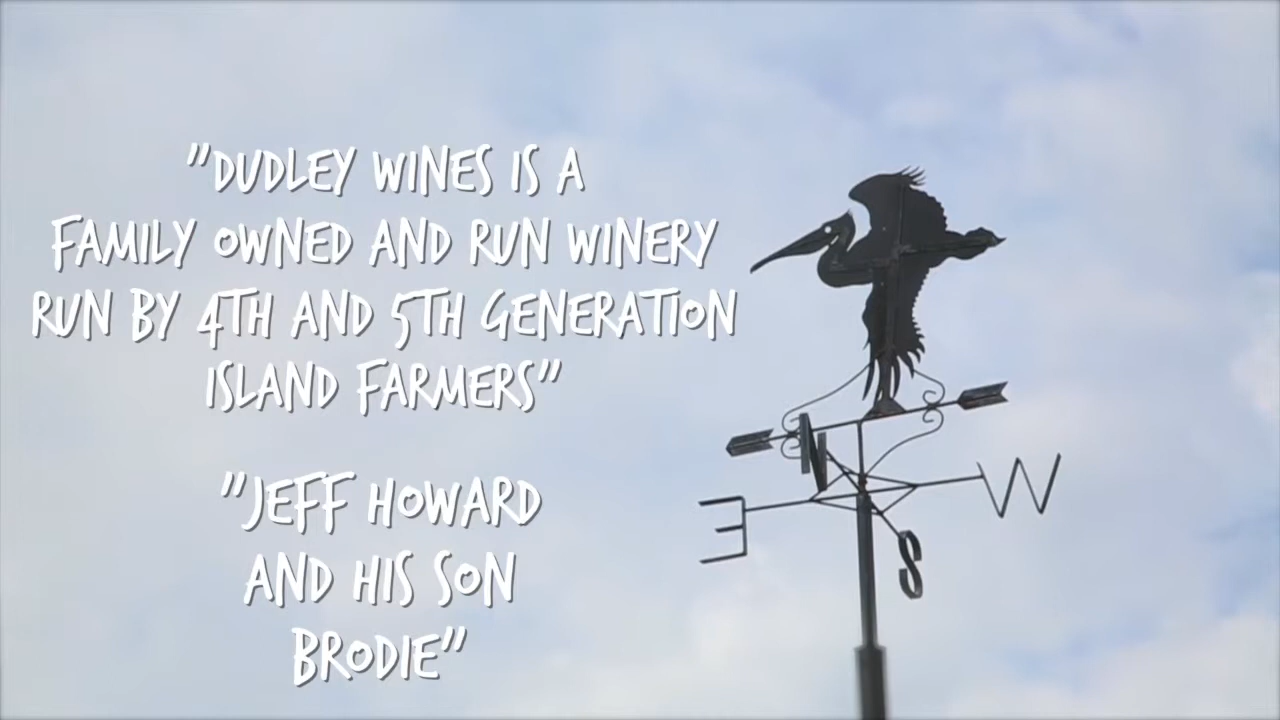 "DUDLEY WINES IS A
FAMILY OWNED AND RUN WINERY
RUN BY 4TH AND 5TH GENERATION
ISLAND FARMERS"
"JEFF HOWARD
AND HIS SON
BRODIE"
N
E
W
S